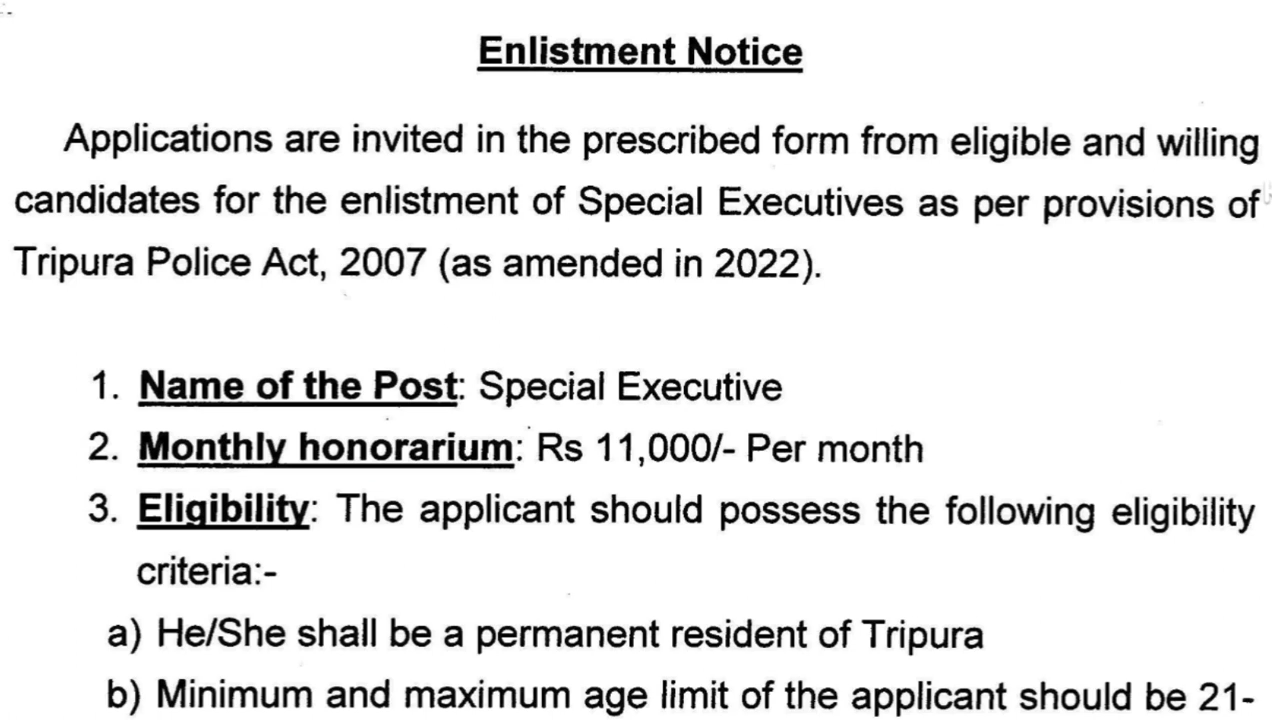 Enlistment Notice
Applications are invited in the prescribed form from eligible and willing
candidates for the enlistment of Special Executives as per provisions of
Tripura Police Act, 2007 (as amended in 2022).
1. Name of the Post: Special Executive
2. Monthly honorarium: Rs 11,000/- Per month
3. Eligibility: The applicant should possess the following eligibility
criteria:-
a) He/She shall be a permanent resident of Tripura
b) Minimum and maximum age limit of the applicant should be 21-